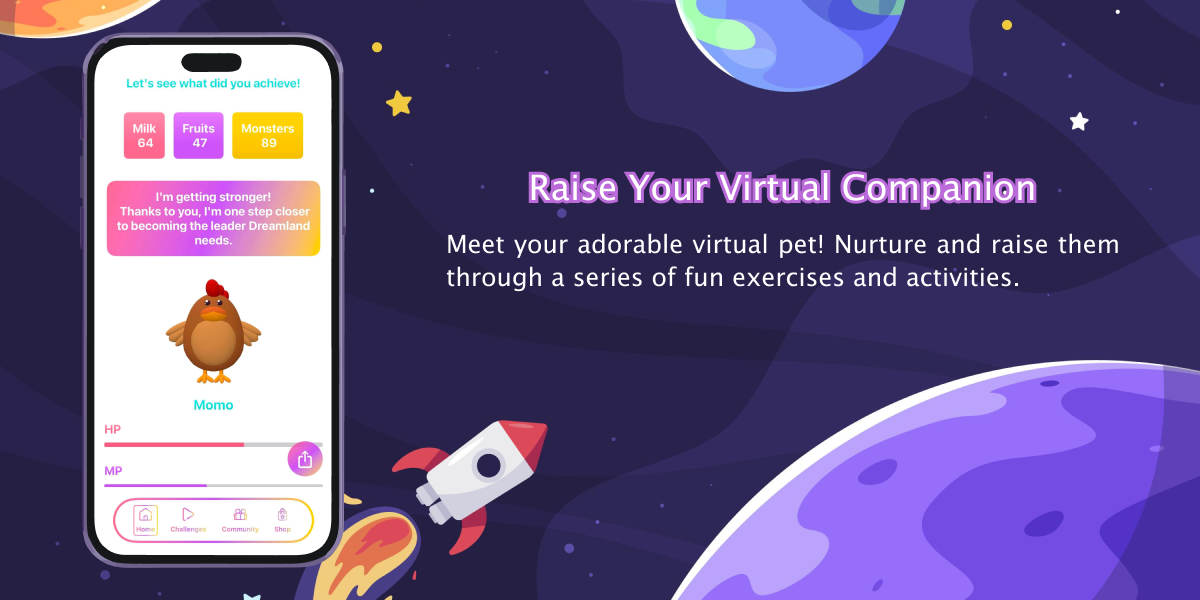 Let's see what did you achieve!
Milk
64
Fruits
47
Monsters
89
I'm getting stronger!
Thanks to you, I'm one step closer
to becoming the leader Dreamland
needs.
Momo
HP
MP
Home
Challenges
Community
Shop
Raise Your Virtual Companion
Meet your adorable virtual pet! Nurture and raise them
through a series of fun exercises and activities.